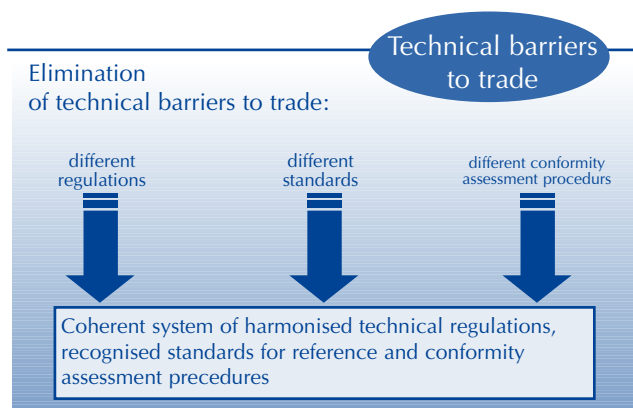 Technical barriers
to trade
Elimination
of technical barriers to trade:
different
regulations
different
standards
different conformity
assessment procedurs
Coherent system of harmonised technical regulations,
recognised standards for reference and conformity
assessment precedures